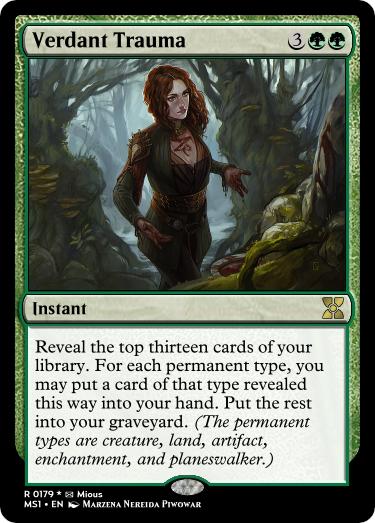 Verdant Trauma 3
Instant
Reveal the top thirteen cards of your
library. For each permanent type, you
may put a card of that type revealed
this way into your hand. Put the rest
into your graveyard. (The permanent
types are creature, land, artifact,
enchantment, and planeswalker.)
R 0179 * Mious
MS1 • EN Marzena Nereida Piwowar